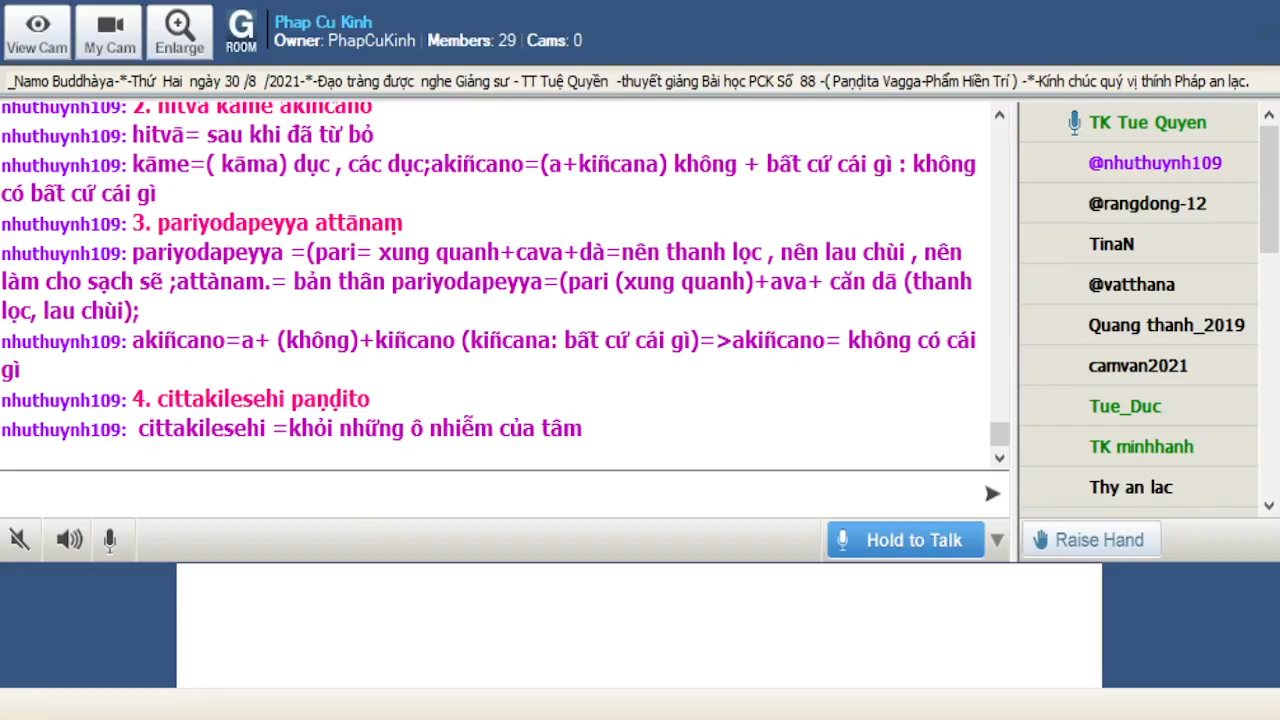 Phap Cu Kinh
Owner: PhapCuKinh | Members: 29 | Cams: 0
View Cam
My Cam
Enlarge
G
ROOM
_Namo Buddhàya-*-Thứ Hai ngày 30 /8 /2021-*-Đạo tràng được nghe Giảng sư - TT Tuệ Quyền -thuyết giảng Bài học PCK Số 88 -( Paṇḍita Vagga-Phẩm Hiền Trí ) -*-Kính chúc quý vị thính Pháp an lạc.
nhuthuynh109: 2. hitvā kāme akiñcano
nhuthuynh109: hitvā= sau khi đã từ bỏ
nhuthuynh109: kāme=( kāma) dục , các dục;akiñcano=(a+kiñcana) không + bất cứ cái gì : không
có bất cứ cái gì
nhuthuynh109: 3. pariyodapeyya attānaṃ
nhuthuynh109: pariyodapeyya =(pari= xung quanh+cava+dà=nên thanh lọc , nên lau chùi , nên
làm cho sạch sẽ ;attànam.= bản thân pariyodapeyya=(pari (xung quanh)+ava+ căn dā (thanh
lọc, lau chùi);
nhuthuynh109: akiñcano=a+ (không)+kiñcano (kiñcana: bất cứ cái gì)=>akiñcano= không có cái
gì
nhuthuynh109: 4. cittakilesehi paṇḍito
nhuthuynh109: cittakilesehi =khỏi những ô nhiễm của tâm
TK Tue Quyen
@nhuthuynh109
@rangdong-12
TinaN
@vatthana
Quang thanh_2019
camvan2021
Tue_Duc
TK minhhanh
Thy an lac
Hold to Talk
Raise Hand